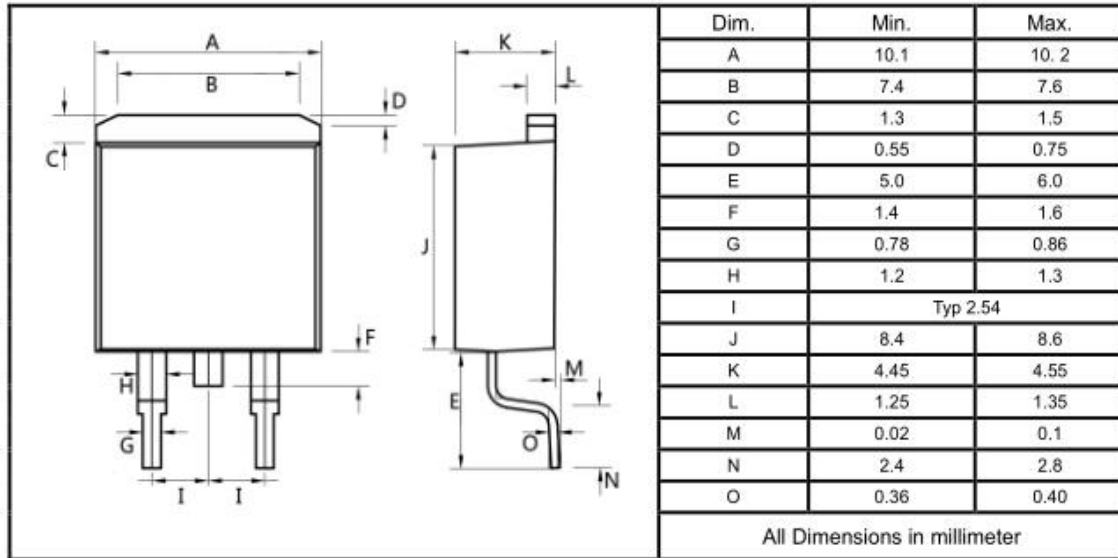 A
B
D
C
F
H
G
I I
K
L
J
M
E
O
N
Dim. Min. Max.
A 10.1 10. 2
B 7.4 7.6
C 1.3 1.5
D 0.55 0.75
E 5.0 6.0
F 1.4 1.6
G 0.78 0.86
H 1.2 1.3
I Typ 2.54
J 8.4 8.6
K 4.45 4.55
L 1.25 1.35
M 0.02 0.1
N 2.4 2.8
O 0.36 0.40
All Dimensions in millimeter